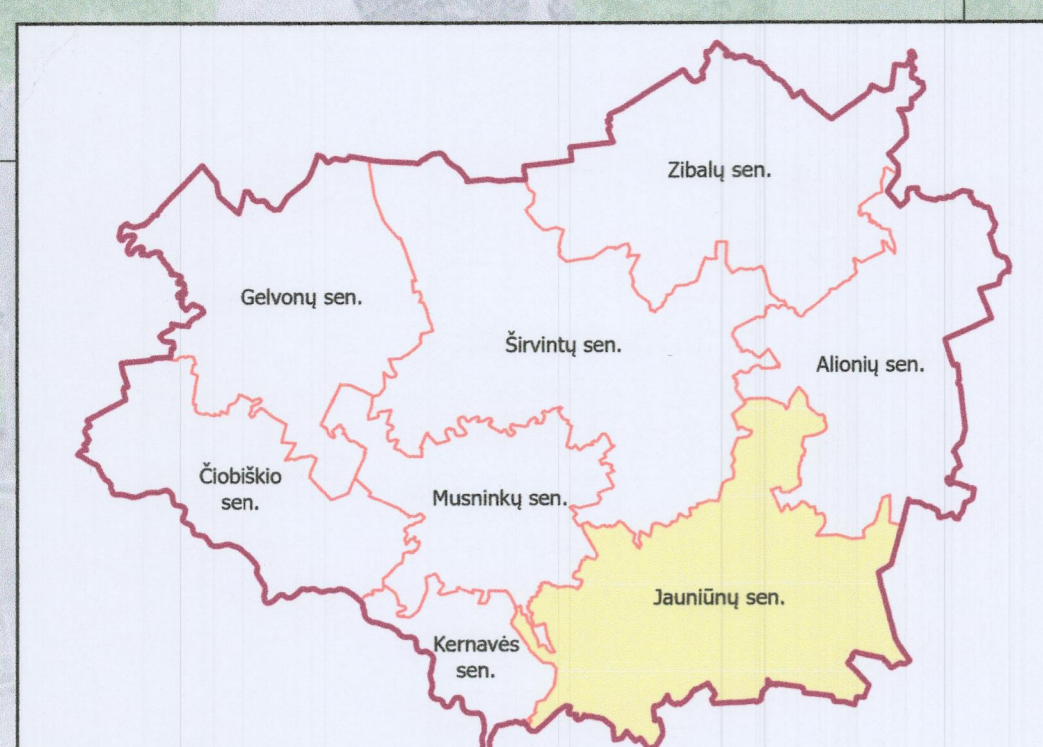 Zibalų sen.
Gelvonų sen.
Širvintų sen.
Alionių sen.
Čiobiškio
sen.
Musninkų sen.
Jauniūnų sen.
Kernavės
sen.